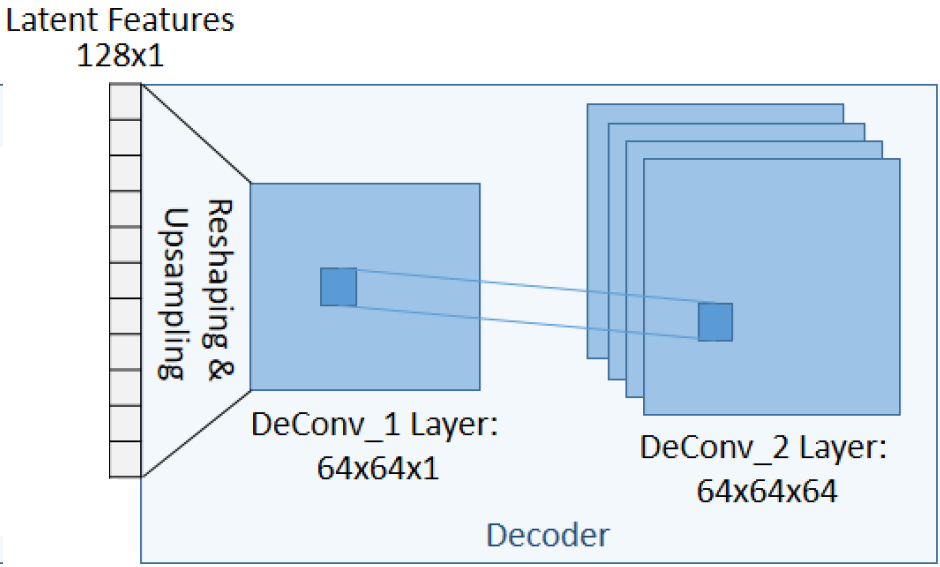 Latent Features
128x1
Reshaping &
Upsampling
DeConv_1 Layer:
64x64x1
DeConv_2 Layer:
64x64x64
Decoder